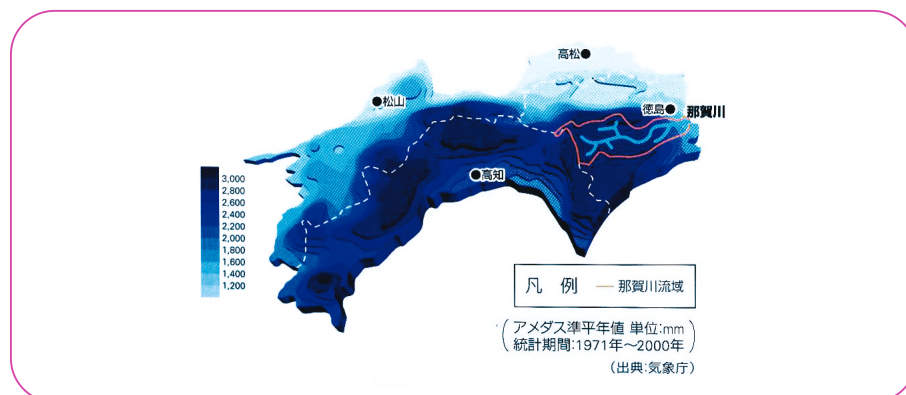 高松●
●松山
徳島● 那賀川
●高知
3,000
2,800
2,600
2,400
2,200
2,000
1,800
1,600
1,400
1,200
凡 例 — 那賀川流域
(アメダス準平年値 単位:mm
統計期間:1971年〜2000年)
(出典:気象庁)